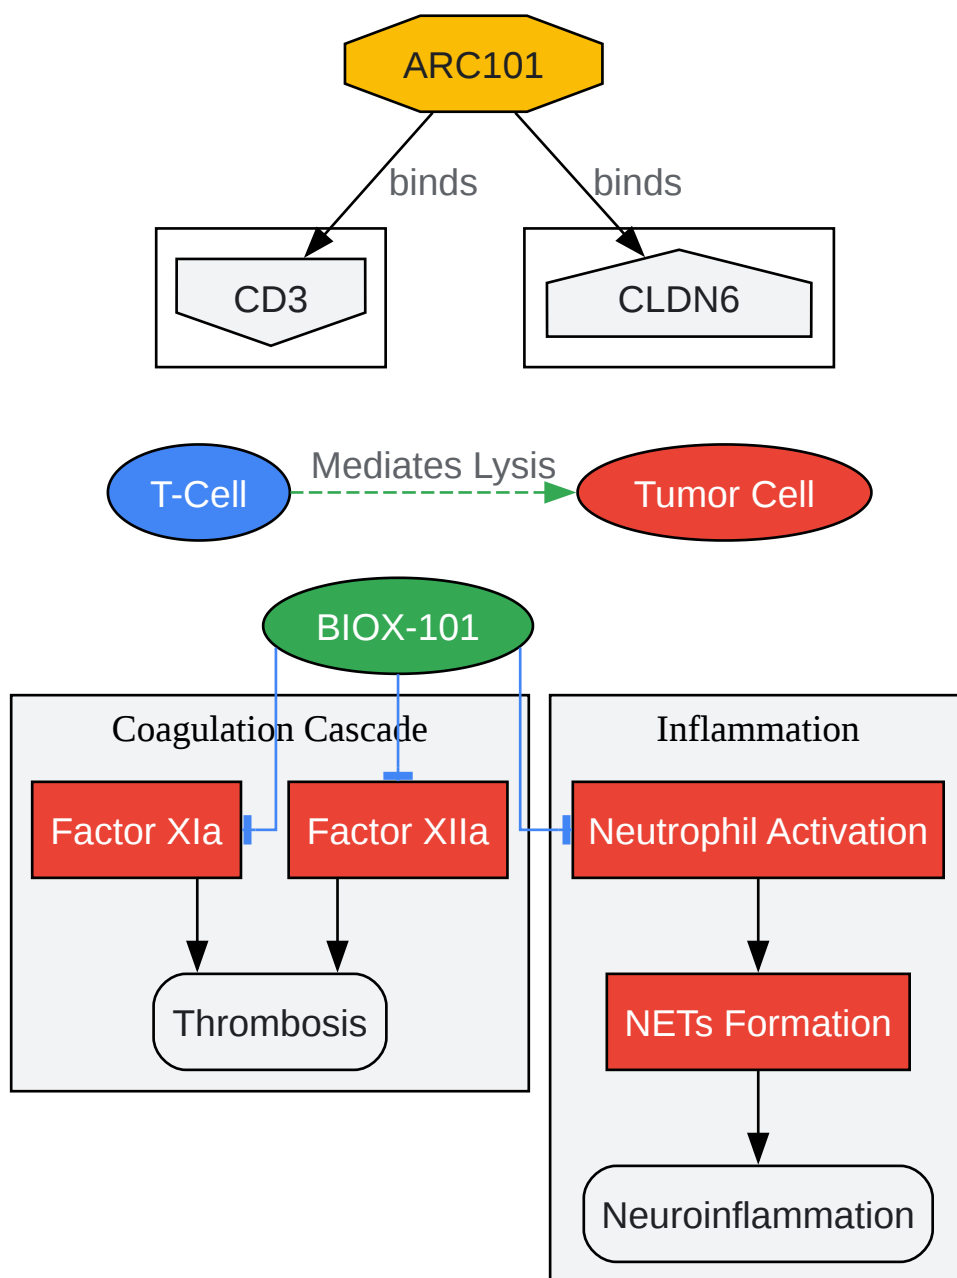 ARC101
binds
binds
CD3
CLDN6
T-Cell
Mediates Lysis
Tumor Cell
BIOX-101
Coagulation Cascade
Inflammation
Factor XIa
Factor XIIa
Neutrophil Activation
Thrombosis
NETs Formation
Neuroinflammation